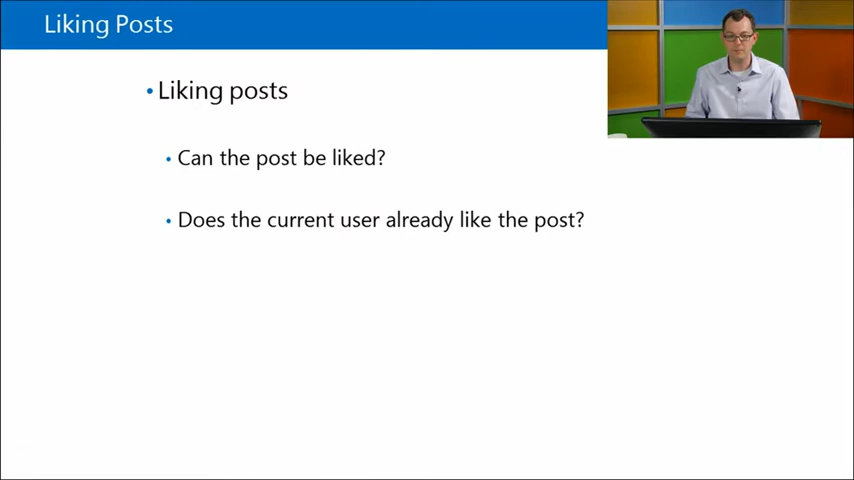 Liking Posts
• Liking posts
• Can the post be liked?
• Does the current user already like the post?